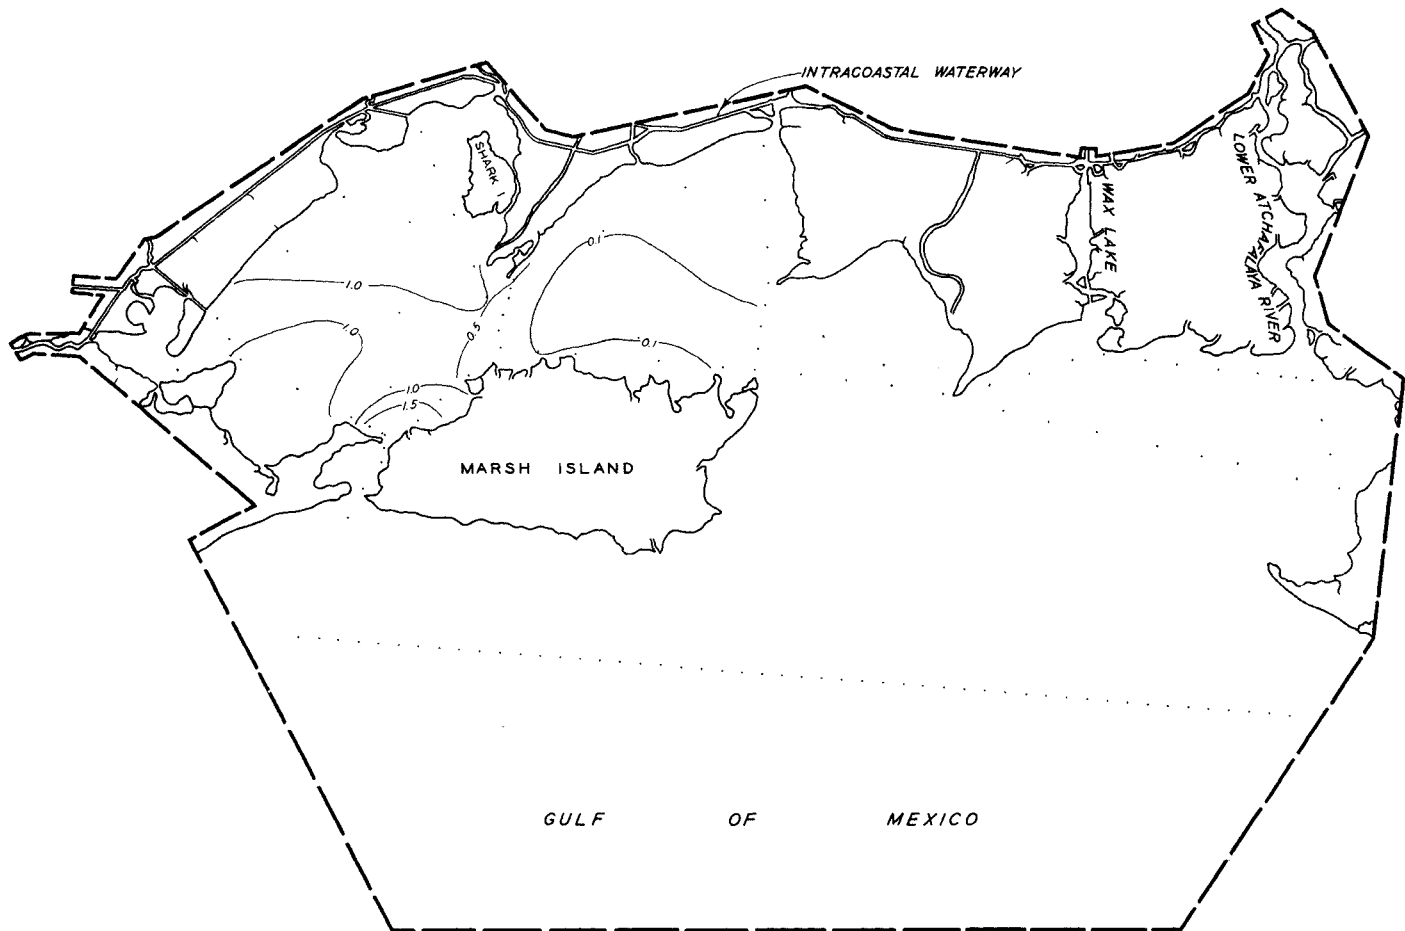 INTRACOASTAL WATERWAY
SHARK I
LOWER ATCHAFALAYA RIVER
WAX LAKE
0.1
1.0
0.5
1.0
0.1
1.0
1.5
MARSH ISLAND
GULF OF MEXICO